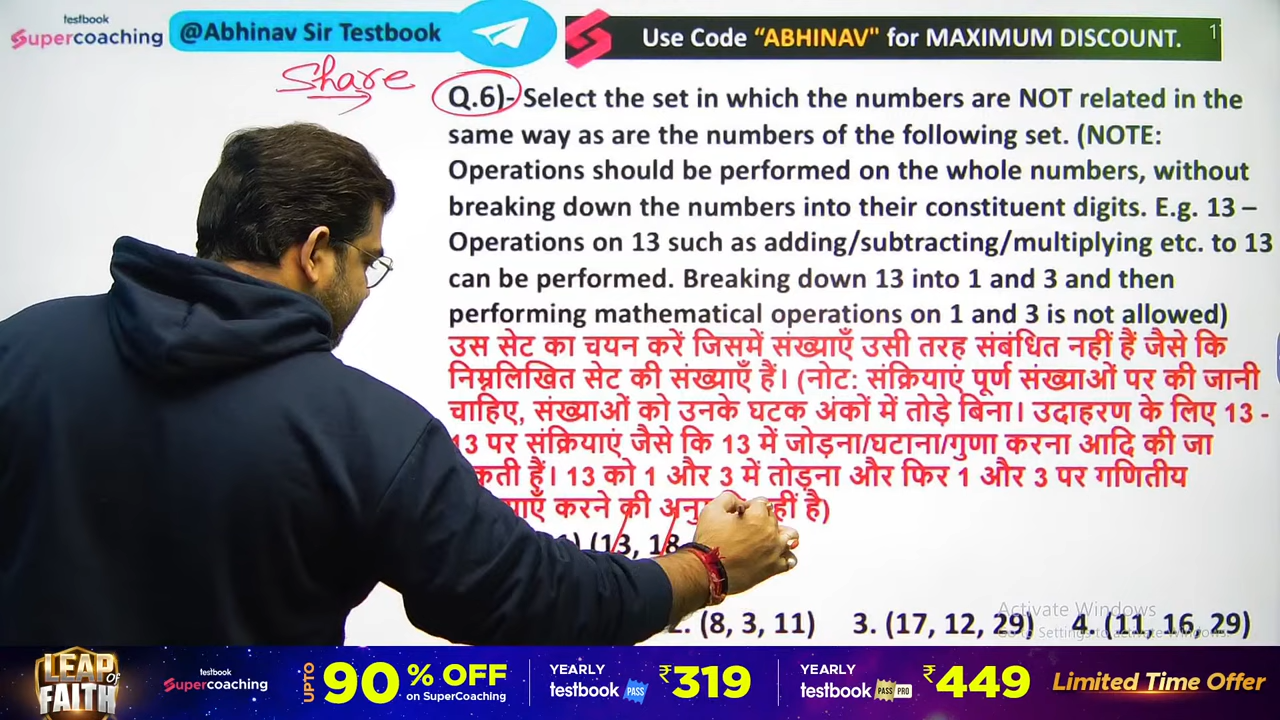 testbook
Supercoaching
@Abhinav Sir Testbook
Use Code “ABHINAV" for MAXIMUM DISCOUNT.
Share
Q.6)- Select the set in which the numbers are NOT related in the
same way as are the numbers of the following set. (NOTE:
Operations should be performed on the whole numbers, without
breaking down the numbers into their constituent digits. E.g. 13 –
Operations on 13 such as adding/subtracting/multiplying etc. to 13
can be performed. Breaking down 13 into 1 and 3 and then
performing mathematical operations on 1 and 3 is not allowed)
उस सेट का चयन करें जिसमें संख्याएँ उसी तरह संबंधित नहीं हैं जैसे कि
निम्नलिखित सेट की संख्याएँ हैं। (नोट: संक्रियाएं पूर्ण संख्याओं पर की जानी
चाहिए, संख्याओं को उनके घटक अंकों में तोड़े बिना। उदाहरण के लिए 13 -
13 पर संक्रियाएं जैसे कि 13 में जोड़ना/घटाना/गुणा करना आदि की जा
हैं। 13 को 1 और 3 में तोड़ना और फिर 1 और 3 पर गणितीय
करने की है)
(13, 18
(8, 3, 11) 3. (17, 12, 29) 4. (11, 16, 29)
Activate Windows
Go to Settings to activate Windows.
LEAP OF FAITH
testbook
Supercoaching
UPTO 90% OFF
on SuperCoaching
YEARLY
testbook PASS
₹319
YEARLY
testbook PASS PRO
₹449
Limited Time Offer